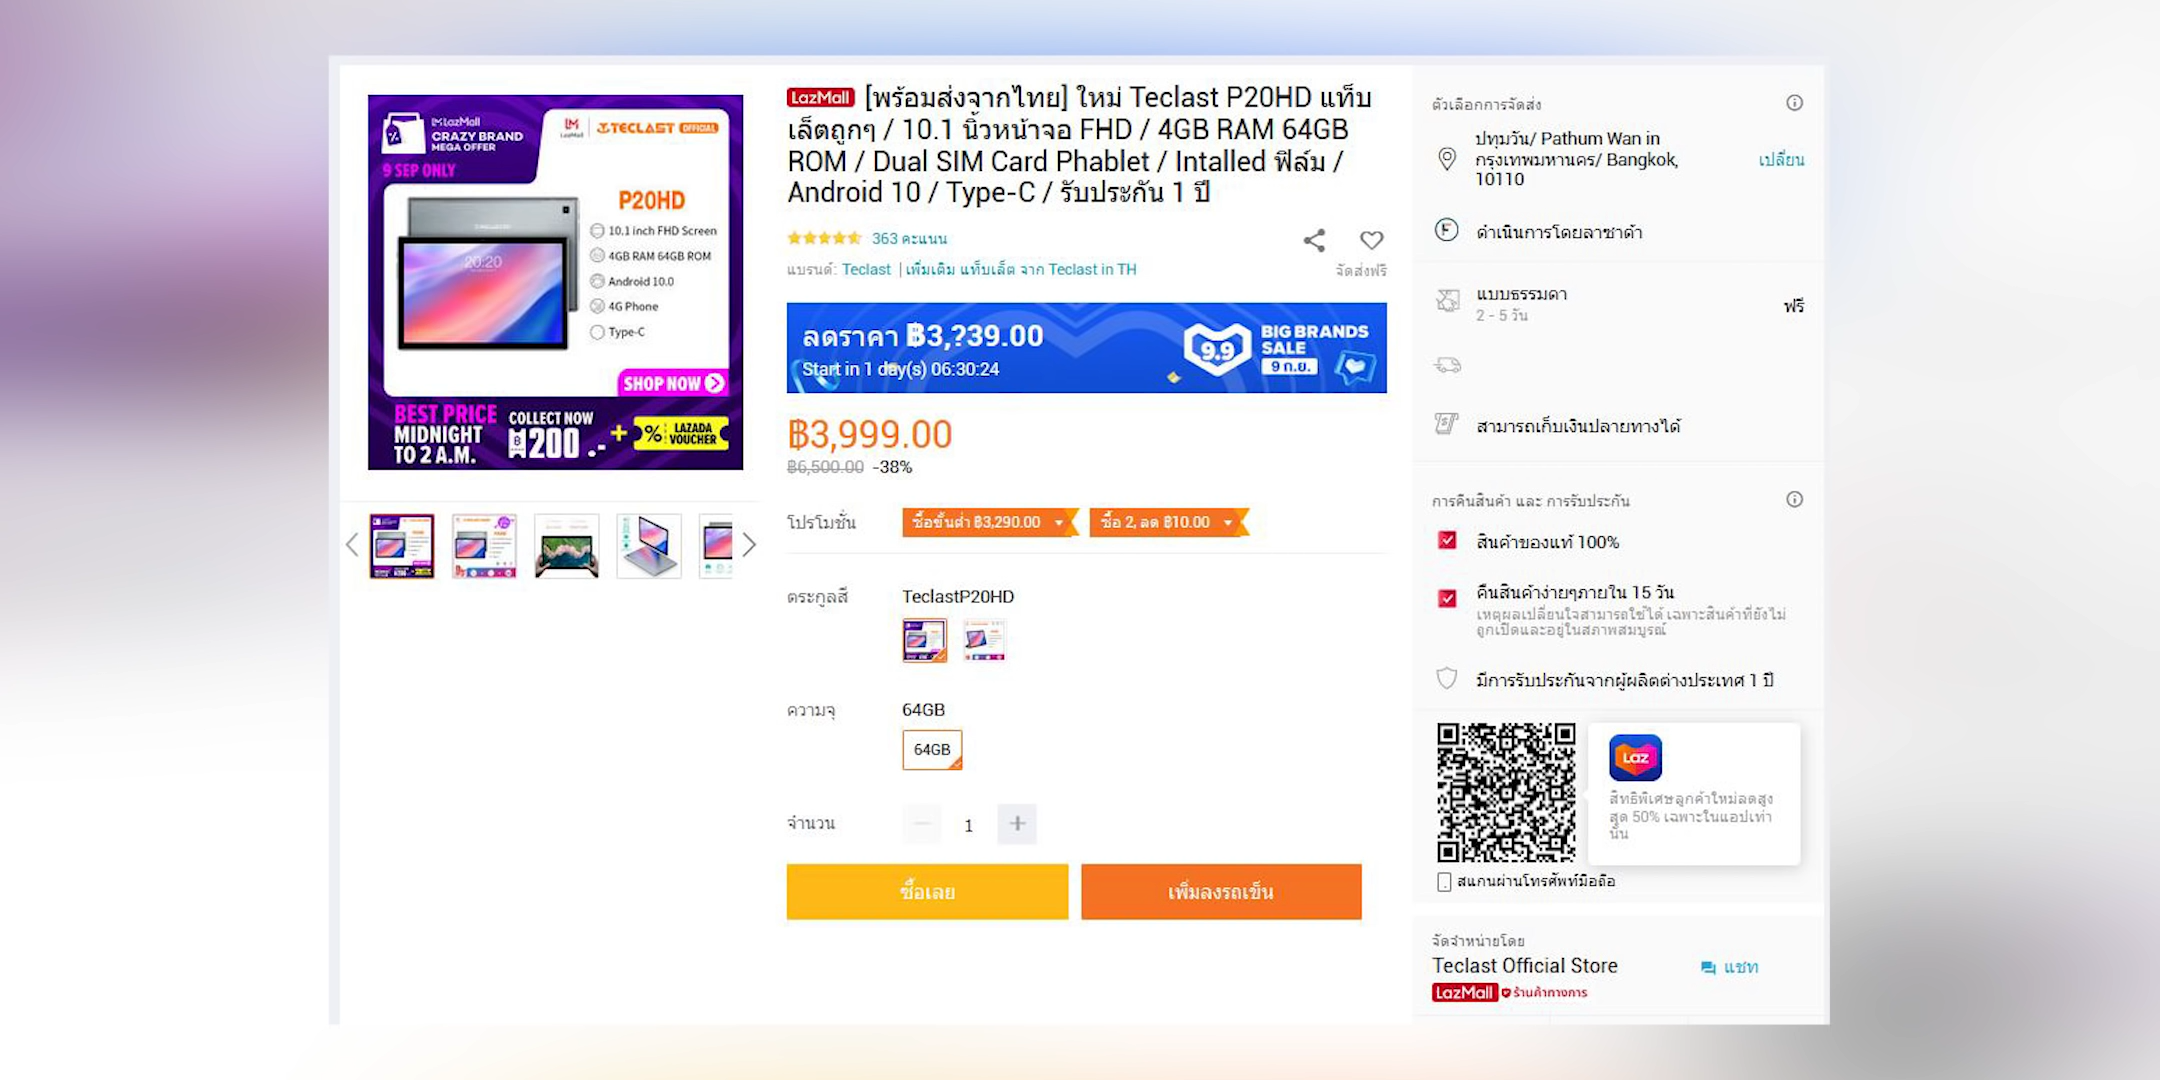 LazMall
CRAZY BRAND
MEGA OFFER
9 SEP ONLY
LM
LazMall
TECLAST OFFICIAL
P20HD
10.1 inch FHD Screen
4GB RAM 64GB ROM
Android 10.0
4G Phone
Type-C
20:20
SHOP NOW
BEST PRICE
MIDNIGHT
TO 2 A.M.
COLLECT NOW
฿200.-
+
% LAZADA
VOUCHER
LazMall [พร้อมส่งจากไทย] ใหม่ Teclast P20HD แท็บ
เล็ตถูกๆ / 10.1 นิ้วหน้าจอ FHD / 4GB RAM 64GB
ROM / Dual SIM Card Phablet / Intalled ฟิล์ม /
Android 10 / Type-C / รับประกัน 1 ปี
363 คะแนน
แบรนด์: Teclast | เพิ่มเติม แท็บเล็ต จาก Teclast in TH
จัดส่งฟรี
ลดราคา ฿3,?39.00
Start in 1 day(s) 06:30:24
9.9
BIG BRANDS
SALE
9 ก.ย.
฿3,999.00
฿6,500.00 -38%
โปรโมชั่น
ซื้อขั้นต่ำ ฿3,290.00
ซื้อ 2, ลด ฿10.00
ตระกูลสี
TeclastP20HD
ความจุ
64GB
64GB
จำนวน
1
ซื้อเลย
เพิ่มลงรถเข็น
ตัวเลือกการจัดส่ง
ปทุมวัน/ Pathum Wan in
กรุงเทพมหานคร/ Bangkok,
10110
เปลี่ยน
ดำเนินการโดยลาซาด้า
แบบธรรมดา
2 - 5 วัน
ฟรี
สามารถเก็บเงินปลายทางได้
การคืนสินค้า และ การรับประกัน
สินค้าของแท้ 100%
คืนสินค้าง่ายๆภายใน 15 วัน
เหตุผลเปลี่ยนใจสามารถใช้ได้ เฉพาะสินค้าที่ยังไม่
ถูกเปิดและอยู่ในสภาพสมบูรณ์
มีการรับประกันจากผู้ผลิตต่างประเทศ 1 ปี
Laz
สิทธิพิเศษลูกค้าใหม่ลดสูง
สุด 50% เฉพาะในแอปเท่า
นั้น
สแกนผ่านโทรศัพท์มือถือ
จัดจำหน่ายโดย
Teclast Official Store
แชท
LazMall ร้านค้าทางการ